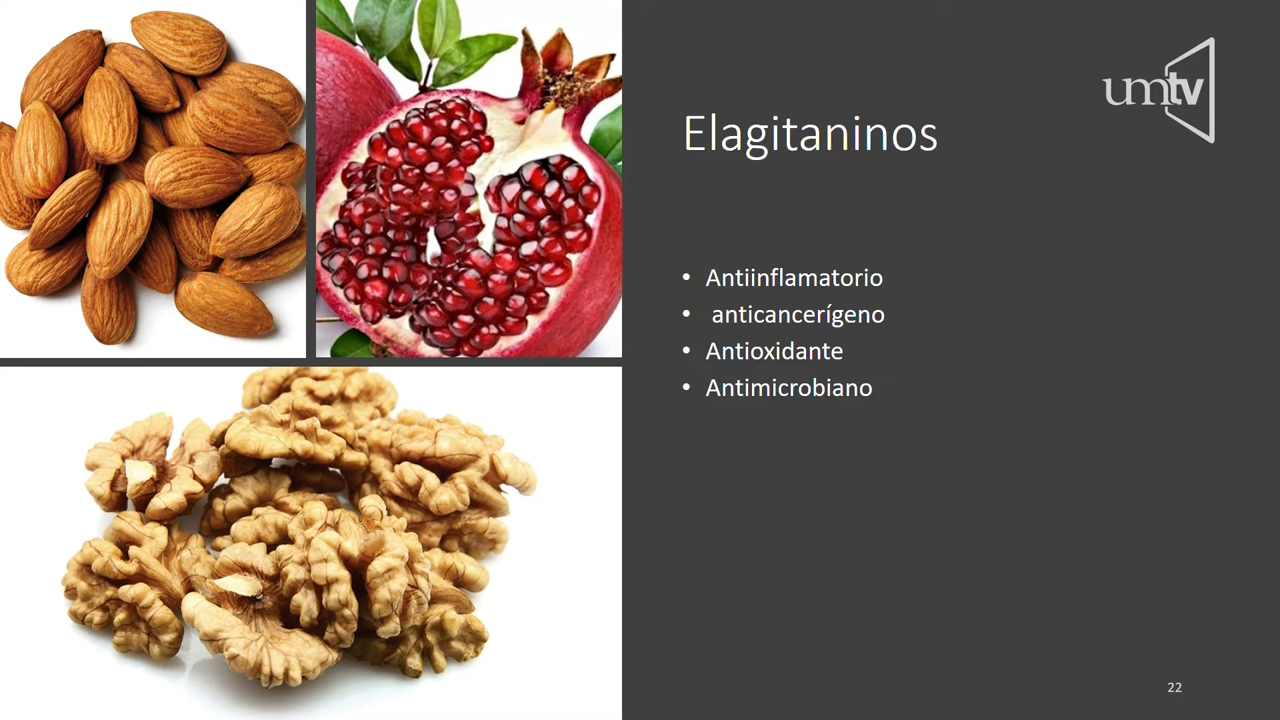 umtv
Elagitaninos
• Antiinflamatorio
• anticancerígeno
• Antioxidante
• Antimicrobiano
22